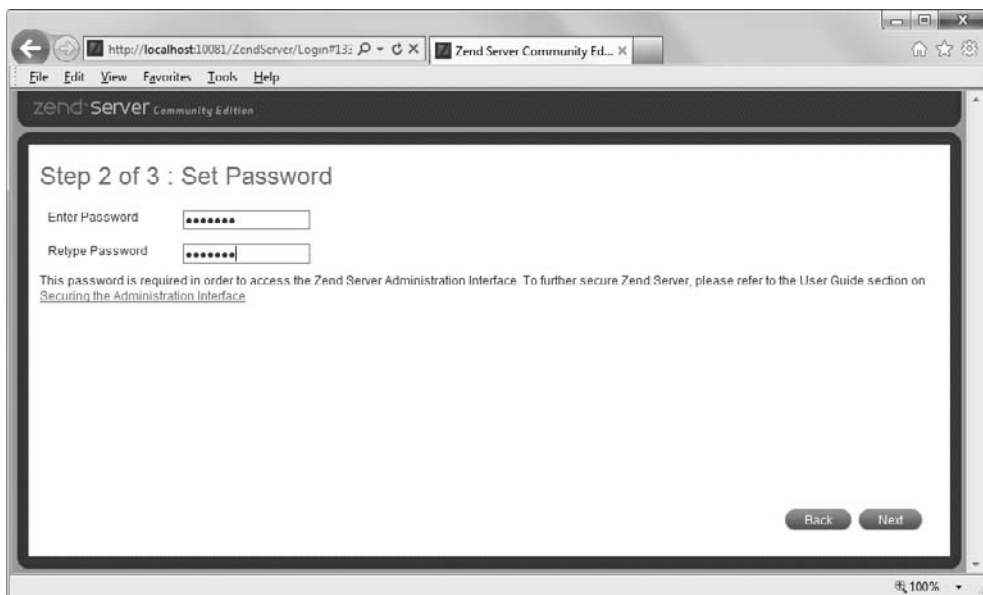 http://localhost:10081/ZendServer/Login#133
Zend Server Community Ed...
File Edit View Favorites Tools Help
zend Server Community Edition
Step 2 of 3 : Set Password
Enter Password
Retype Password
This password is required in order to access the Zend Server Administration Interface. To further secure Zend Server, please refer to the User Guide section on
Securing the Administration Interface
Back Next
100%